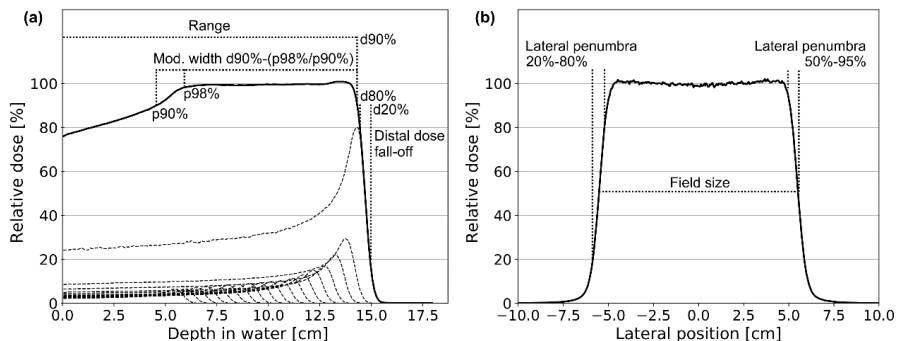 (a)
Range
d90%
Mod. width d90%-(p98%/p90%)
p98%
p90%
d80%
d20%
Distal dose
fall-off
100
80
60
40
20
0
Relative dose [%]
0.0 2.5 5.0 7.5 10.0 12.5 15.0 17.5
Depth in water [cm]
(b)
Lateral penumbra
20%-80%
Lateral penumbra
50%-95%
Field size
100
80
60
40
20
0
Relative dose [%]
−10.0 −7.5 −5.0 −2.5 0.0 2.5 5.0 7.5 10.0
Lateral position [cm]